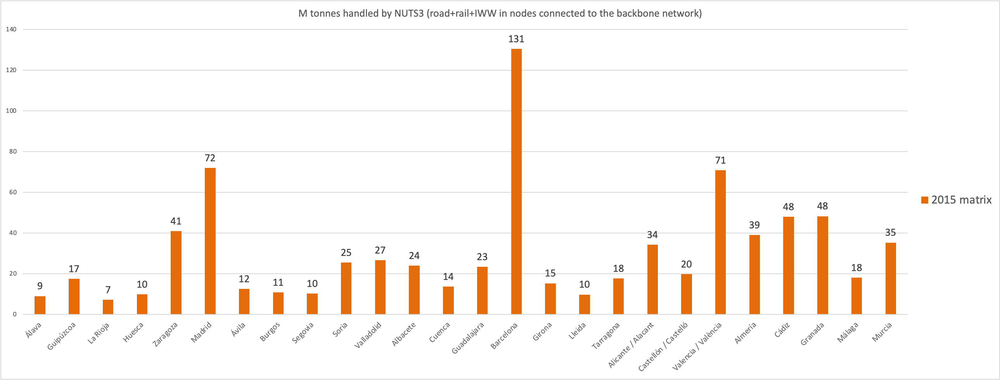 M tonnes handled by NUTS3 (road+rail+IWW in nodes connected to the backbone network)
140
120
100
80
60
40
20
0
9
17
7
10
41
72
12
11
10
25
27
24
14
23
131
15
10
18
34
20
71
39
48
48
18
35
Álava
Guipúzcoa
La Rioja
Huesca
Zaragoza
Madrid
Ávila
Burgos
Segovia
Soria
Valladolid
Albacete
Cuenca
Guadalajara
Barcelona
Girona
Lleida
Tarragona
Alicante / Alacant
Castellón / Castelló
Valencia / València
Almería
Cádiz
Granada
Málaga
Murcia
2015 matrix